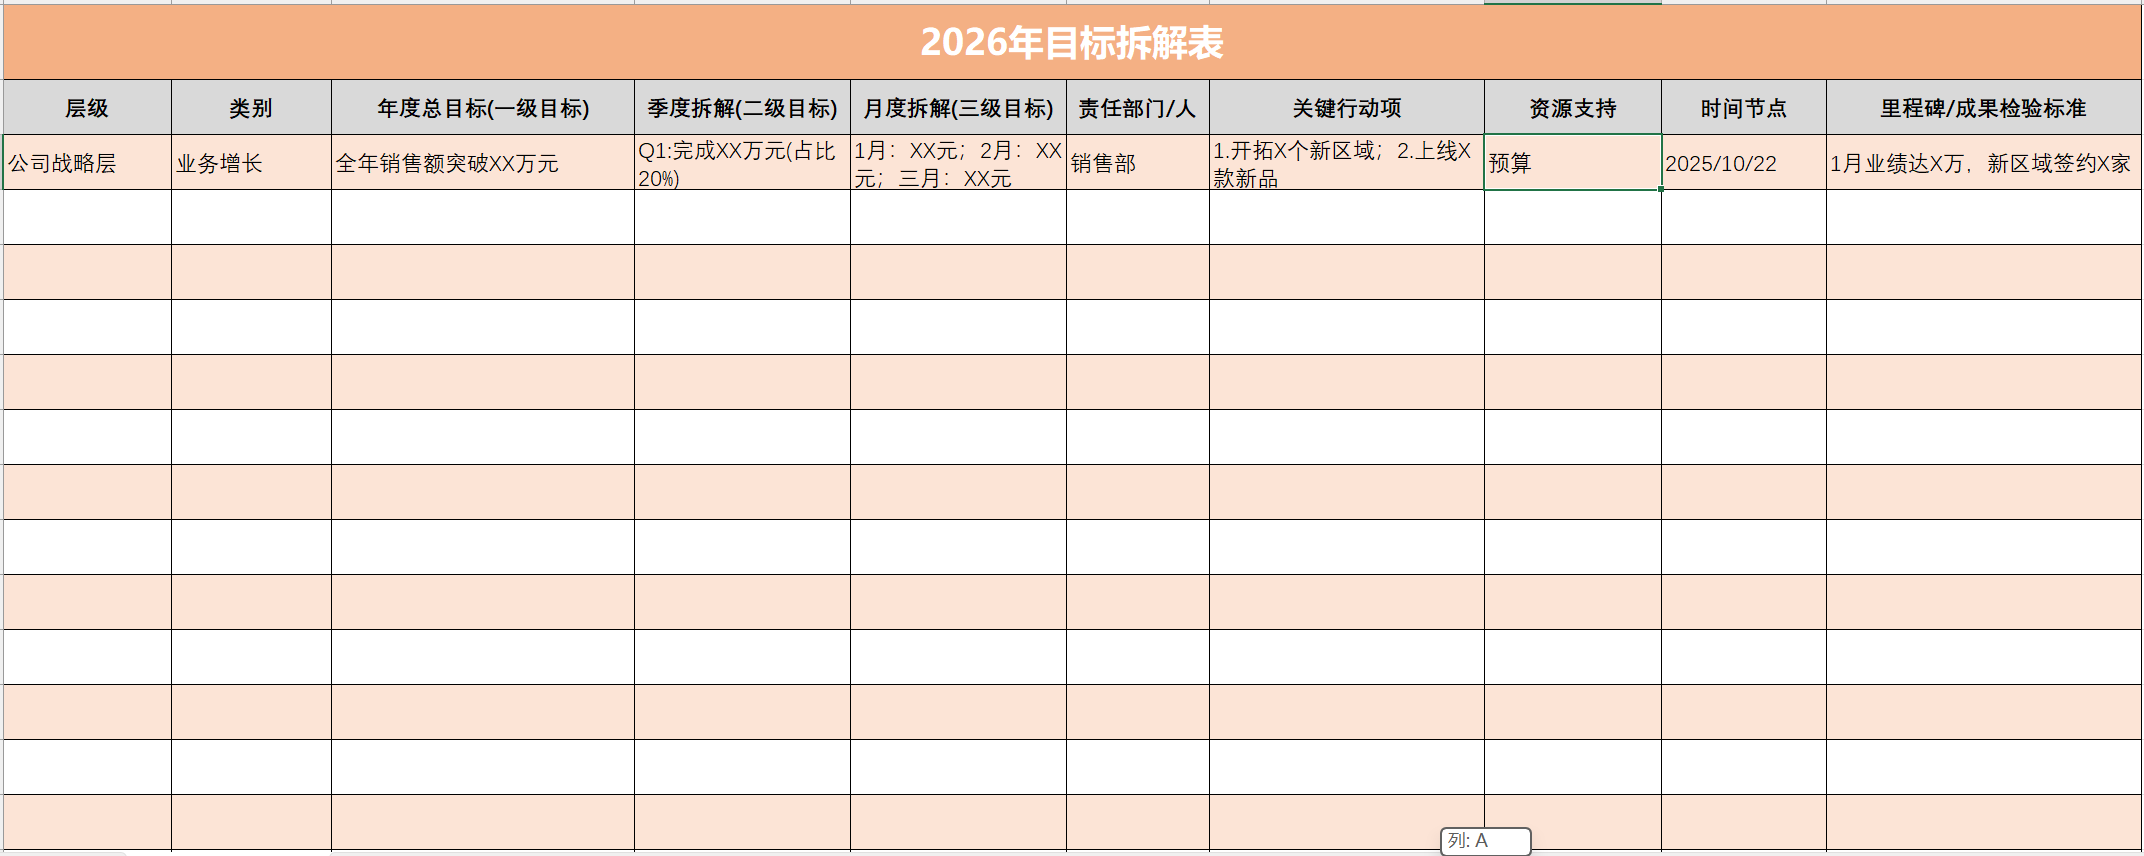 2026年目标拆解表
层级 类别 年度总目标(一级目标) 季度拆解(二级目标) 月度拆解(三级目标) 责任部门/人 关键行动项 资源支持 时间节点 里程碑/成果检验标准
公司战略层 业务增长 全年销售额突破XX万元 Q1:完成XX万元(占比20%) 1月：XX元；2月：XX元；三月：XX元 销售部 1.开拓X个新区域；2.上线X款新品 预算 2025/10/22 1月业绩达X万，新区域签约X家
列: A